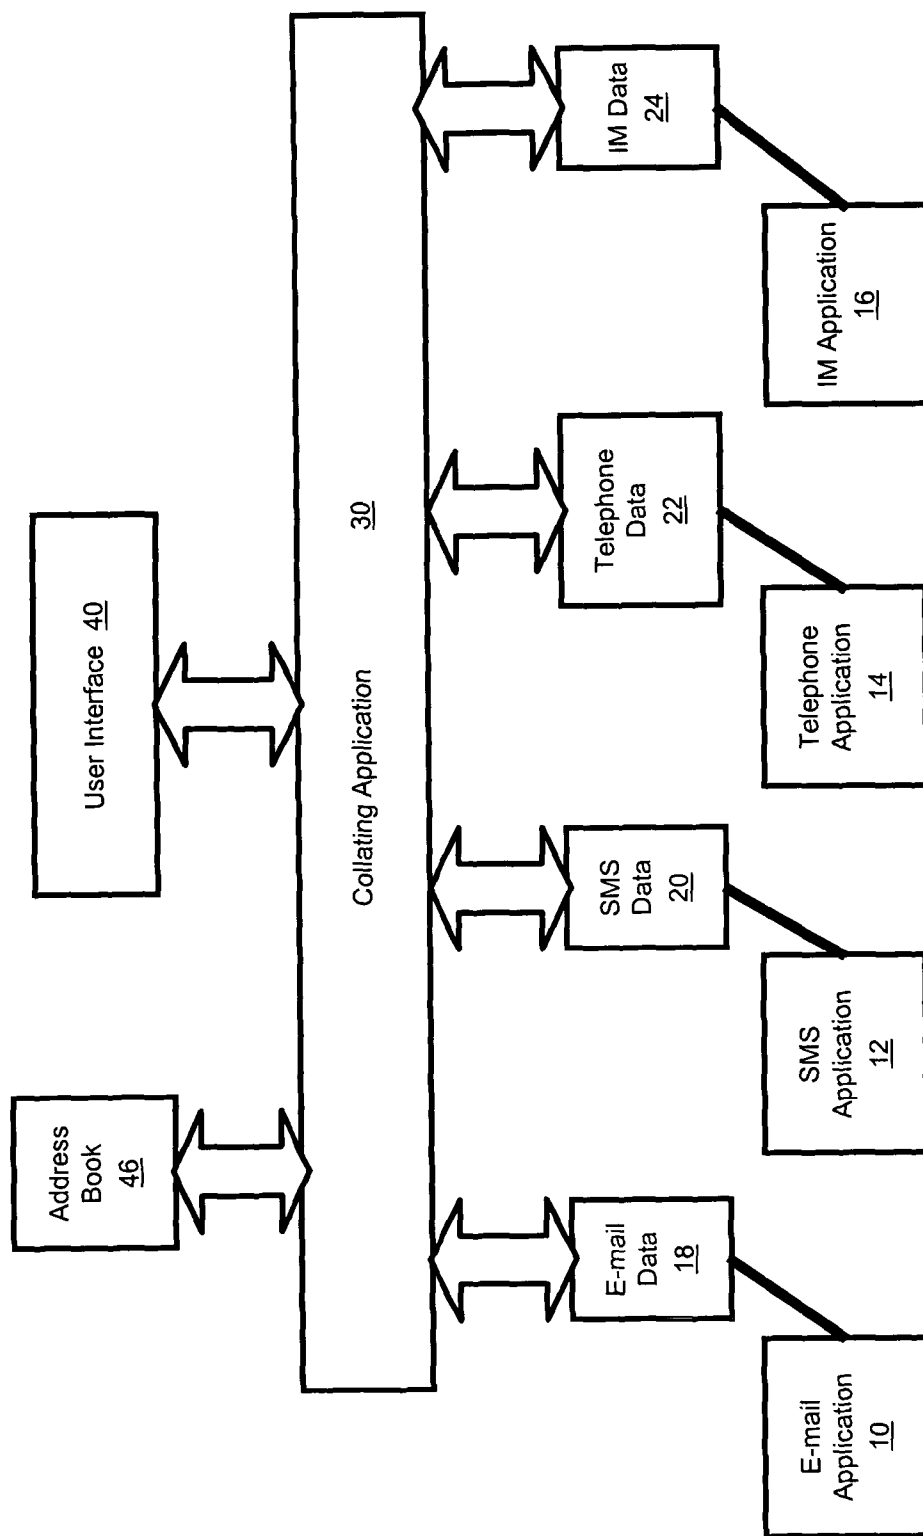 Address
Book
46
User Interface 40
Collating Application
30
E-mail
Data
18
SMS
Data
20
Telephone
Data
22
IM Data
24
E-mail
Application
10
SMS
Application
12
Telephone
Application
14
IM Application
16